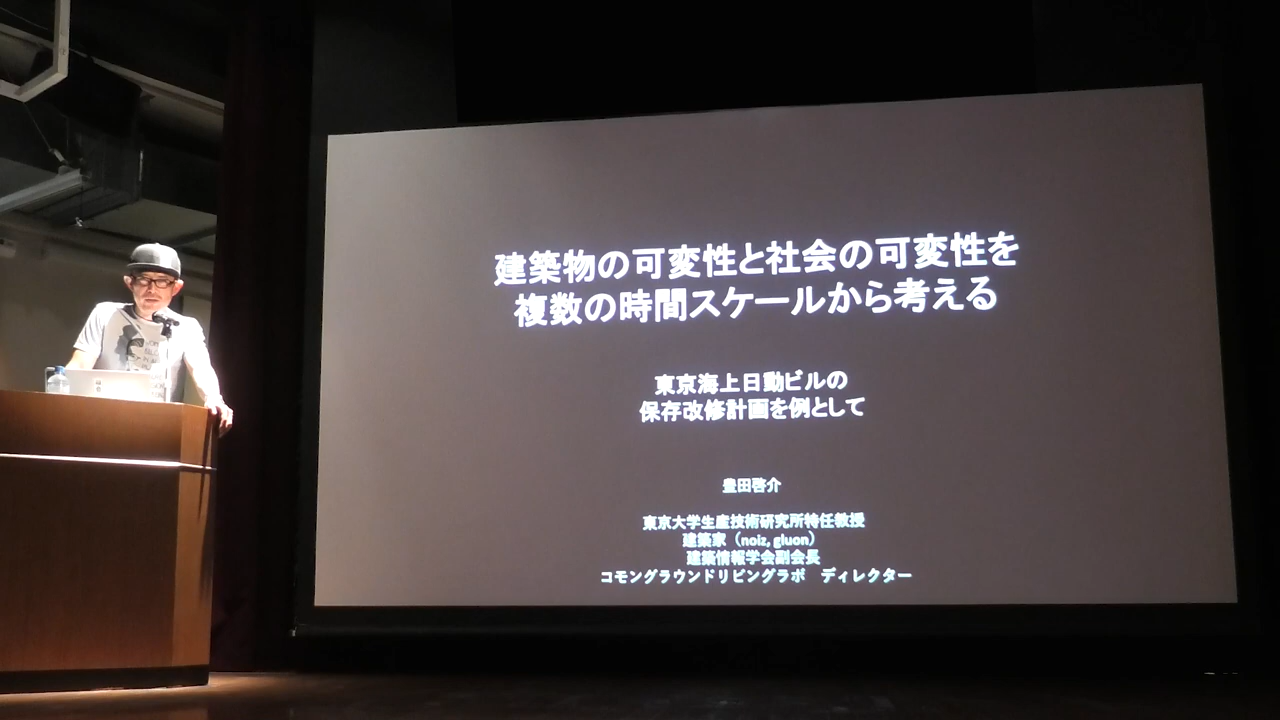 建築物の可変性と社会の可変性を
複数の時間スケールから考える
東京海上日動ビルの
保存改修計画を例として
豊田啓介
東京大学生産技術研究所特任教授
建築家（noiz, gluon）
建築情報学会副会長
コモングラウンドリビングラボ　ディレクター